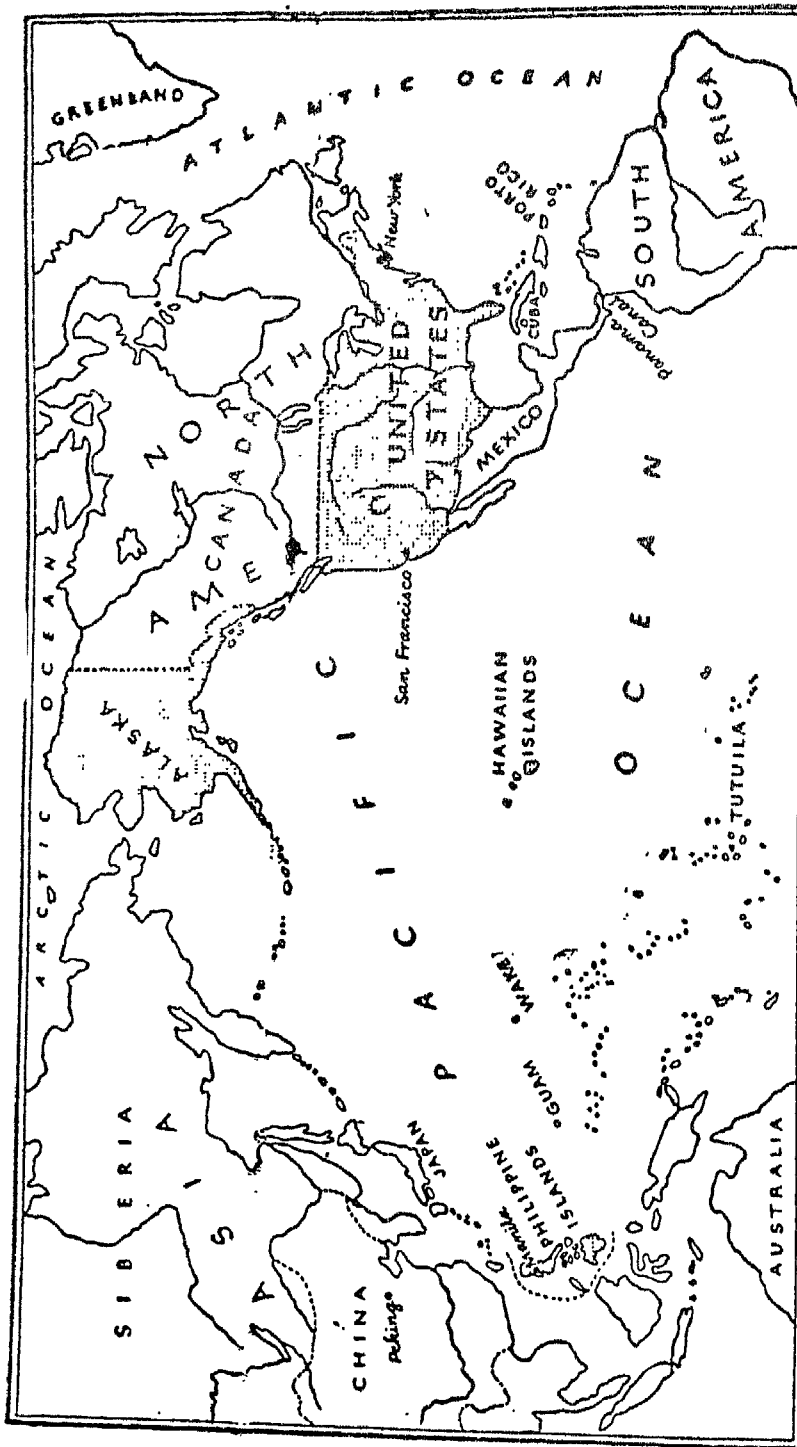 GREENLAND
ATLANTIC OCEAN
ARCTIC OCEAN
NORTH
AME
CANADA
ALASKA
UNITED
STATES
New York
San Francisco
MEXICO
CUBA
PORTO
RICO
Panama
Canal
SOUTH
AMERICA
PACIFIC
OCEAN
HAWAIIAN
ISLANDS
TUTUILA
WAKE
GUAM
PHILIPPINE
ISLANDS
Manila
JAPAN
SIBERIA
ASIA
CHINA
Peking
AUSTRALIA